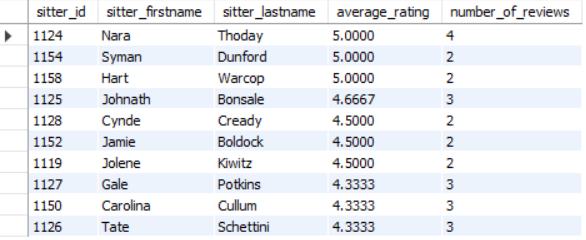 sitter_id sitter_firstname sitter_lastname average_rating number_of_reviews
1124 Nara Thoday 5.0000 4
1154 Syman Dunford 5.0000 2
1158 Hart Warcop 5.0000 2
1125 Johnath Bonsale 4.6667 3
1128 Cynde Cready 4.5000 2
1152 Jamie Boldock 4.5000 2
1119 Jolene Kiwitz 4.5000 2
1127 Gale Potkins 4.3333 3
1150 Carolina Cullum 4.3333 3
1126 Tate Schettini 4.3333 3